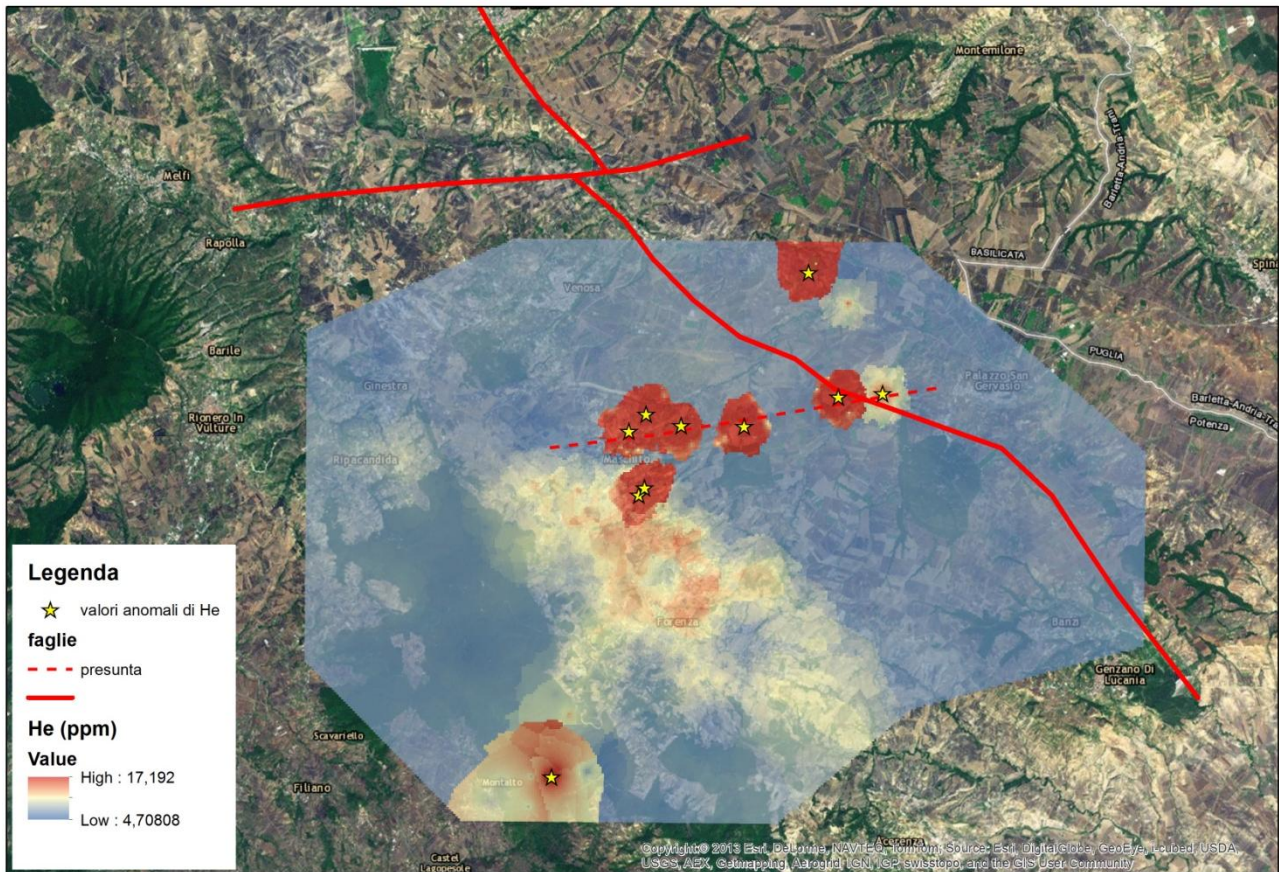 Montemilone
Barletta-Andria-Trani
Melfi
BASILICATA
Rapolla
Spina
Venosa
PUGLIA
Barile
Palazzo San
Gervasio
Ginestra
Barletta-Andria-Tra
Potenza
Rionero In
Vulture
Ripacandida
Maschito
Forenza
Banzi
Genzano Di
Lucania
Legenda
valori anomali di He
faglie
presunta
He (ppm)
Value
High : 17,192
Low : 4,70808
Scavariello
Montalto
Filiano
Acerenza
Castel
Lagopesole
Copyright:© 2013 Esri, DeLorme, NAVTEQ, TomTom, Source: Esri, DigitalGlobe, GeoEye, i-cubed, USDA,
USGS, AEX, Getmapping, Aerogrid, IGN, IGP, swisstopo, and the GIS User Community